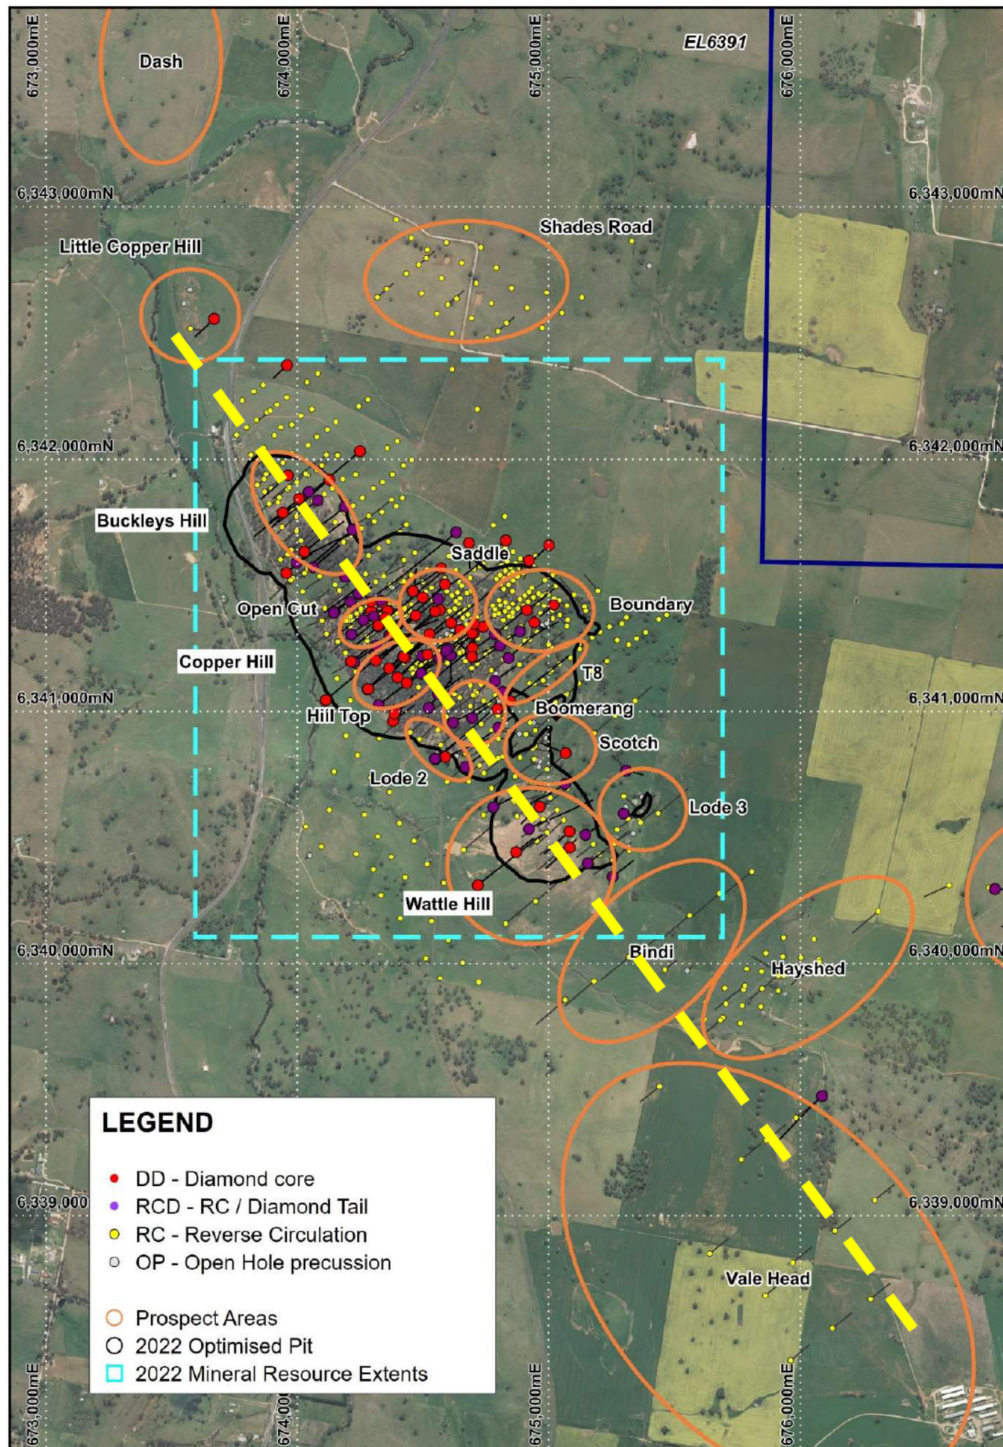 673,000mE
674,000mE
675,000mE
676,000mE
EL6391
Dash
6,343,000mN
6,343,000mN
Shades Road
Little Copper Hill
6,342,000mN
6,342,000mN
Buckleys Hill
Saddle
Open Cut
Boundary
Copper Hill
T8
6,341,000mN
6,341,000mN
Hill Top
Boomerang
Scotch
Lode 2
Lode 3
Wattle Hill
6,340,000mN
6,340,000mN
Bindi
Hayshed
LEGEND
DD - Diamond core
RCD - RC / Diamond Tail
RC - Reverse Circulation
OP - Open Hole precussion
Prospect Areas
2022 Optimised Pit
2022 Mineral Resource Extents
6,339,000
6,339,000mN
Vale Head
673,000mE
674,000mE
675,000mE
676,000mE